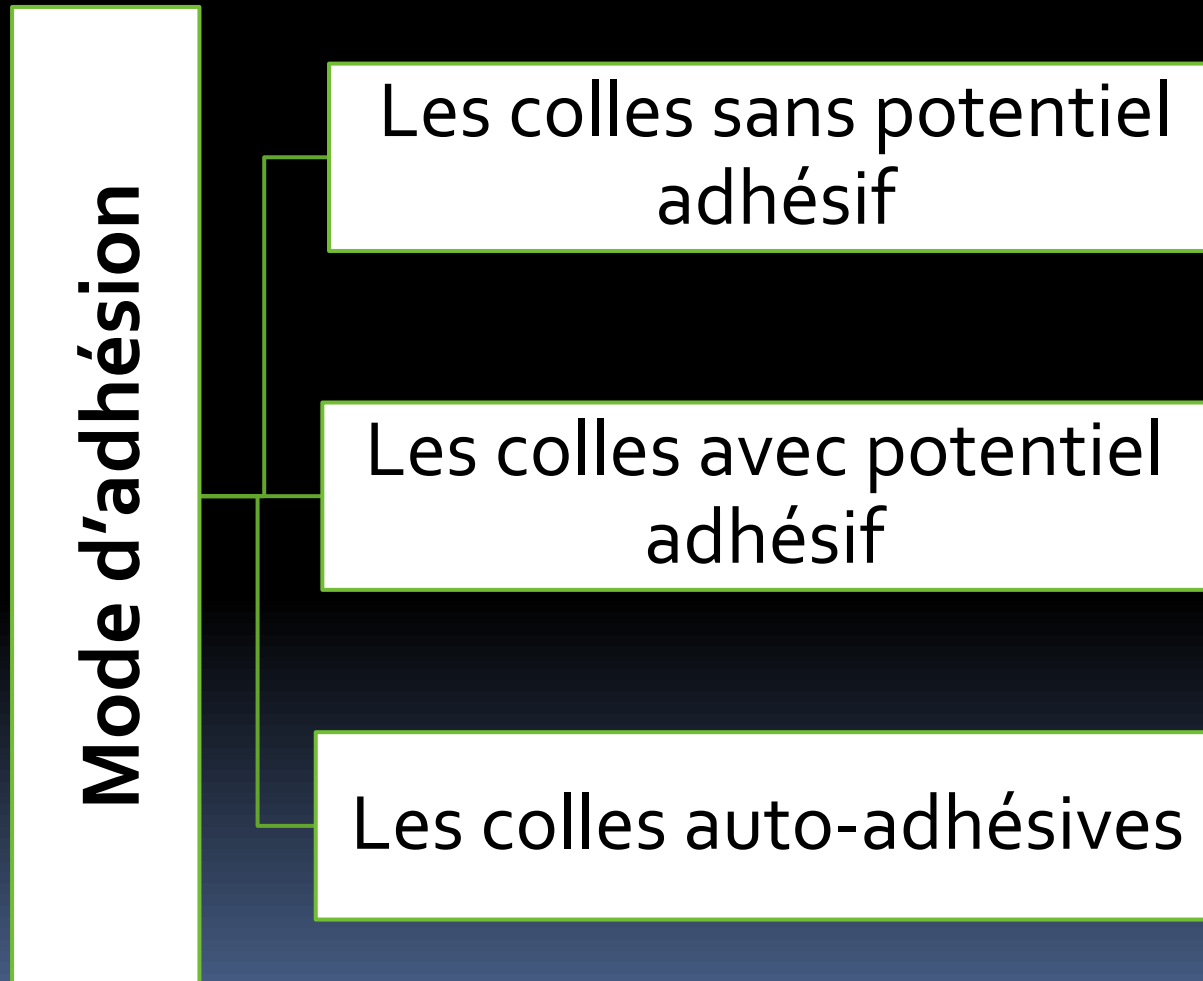 Mode d’adhésion
Les colles sans potentiel
adhésif
Les colles avec potentiel
adhésif
Les colles auto-adhésives